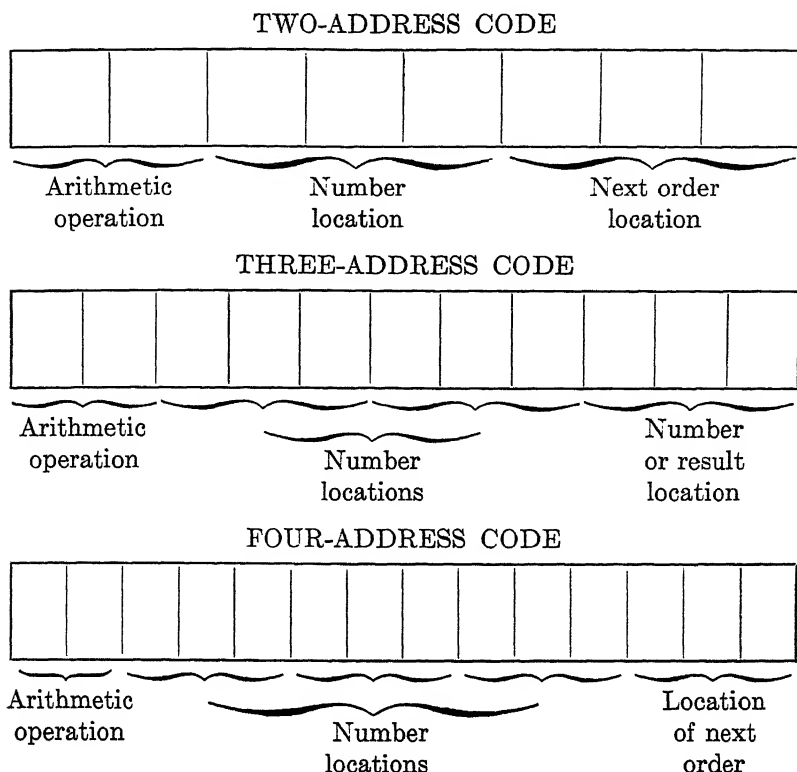 TWO-ADDRESS CODE
Arithmetic operation
Number location
Next order location
THREE-ADDRESS CODE
Arithmetic operation
Number locations
Number or result location
FOUR-ADDRESS CODE
Arithmetic operation
Number locations
Location of next order